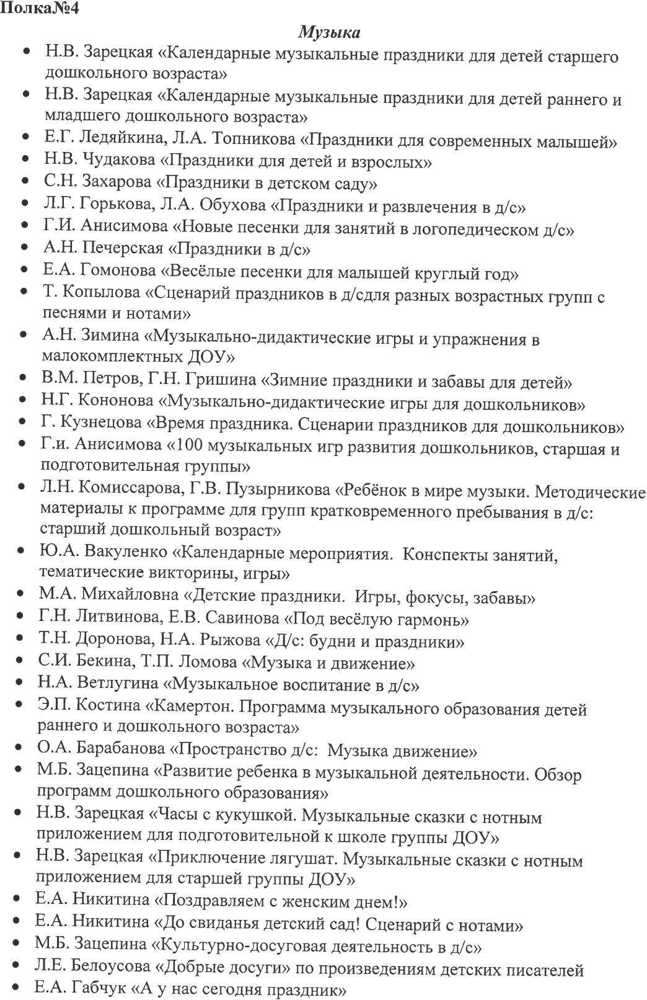 Полка№4
Музыка
• Н.В. Зарецкая «Календарные музыкальные праздники для детей старшего
дошкольного возраста»
• Н.В. Зарецкая «Календарные музыкальные праздники для детей раннего и
младшего дошкольного возраста»
• Е.Г. Ледяйкина, Л.А. Топникова «Праздники для современных малышей»
• Н.В. Чудакова «Праздники для детей и взрослых»
• С.Н. Захарова «Праздники в детском саду»
• Л.Г. Горькова, Л.А. Обухова «Праздники и развлечения в д/с»
• Г.И. Анисимова «Новые песенки для занятий в логопедическом д/с»
• А.Н. Печерская «Праздники в д/с»
• Е.А. Гомонова «Весёлые песенки для малышей круглый год»
• Т. Копылова «Сценарий праздников в д/сдля разных возрастных групп с
песнями и нотами»
• А.Н. Зимина «Музыкально-дидактические игры и упражнения в
малокомплектных ДОУ»
• В.М. Петров, Г.Н. Гришина «Зимние праздники и забавы для детей»
• Н.Г. Кононова «Музыкально-дидактические игры для дошкольников»
• Г. Кузнецова «Время праздника. Сценарии праздников для дошкольников»
• Г.и. Анисимова «100 музыкальных игр развития дошкольников, старшая и
подготовительная группы»
• Л.Н. Комиссарова, Г.В. Пузырникова «Ребёнок в мире музыки. Методические
материалы к программе для групп кратковременного пребывания в д/с:
старший дошкольный возраст»
• Ю.А. Вакуленко «Календарные мероприятия.  Конспекты занятий,
тематические викторины, игры»
• М.А. Михайловна «Детские праздники.  Игры, фокусы, забавы»
• Г.Н. Литвинова, Е.В. Савинова «Под весёлую гармонь»
• Т.Н. Доронова, Н.А. Рыжова «Д/с: будни и праздники»
• С.И. Бекина, Т.П. Ломова «Музыка и движение»
• Н.А. Ветлугина «Музыкальное воспитание в д/с»
• Э.П. Костина «Камертон. Программа музыкального образования детей
раннего и дошкольного возраста»
• О.А. Барабанова «Пространство д/с:  Музыка движение»
• М.Б. Зацепина «Развитие ребенка в музыкальной деятельности. Обзор
программ дошкольного образования»
• Н.В. Зарецкая «Часы с кукушкой. Музыкальные сказки с нотным
приложением для подготовительной к школе группы ДОУ»
• Н.В. Зарецкая «Приключение лягушат. Музыкальные сказки с нотным
приложением для старшей группы ДОУ»
• Е.А. Никитина «Поздравляем с женским днем!»
• Е.А. Никитина «До свиданья детский сад! Сценарий с нотами»
• М.Б. Зацепина «Культурно-досуговая деятельность в д/с»
• Л.Е. Белоусова «Добрые досуги» по произведениям детских писателей
• Е.А. Габчук «А у нас сегодня праздник»